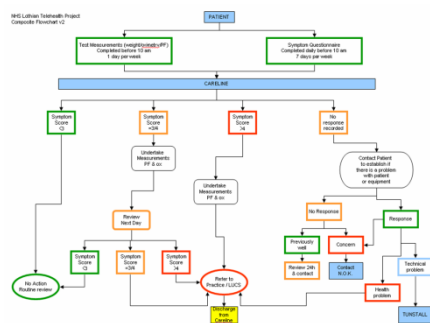 NHS Lothian Telehealth Project
Composite Flowchart v2
PATIENT
Test Measurements (weight/oximetry/PF)
Completed before 10 am
1 day per week
Symptom Questionnaire
Completed daily before 10 am
7 days per week
CARELINE
Symptom
Score
<3
Symptom
Score
=3/4
Symptom
Score
>4
No
response
recorded
Undertake
Measurements
PF & ox
Undertake
Measurements
PF & ox
Contact Patient
to establish if
there is a problem
with patient
or equipment
Review
Next Day
No Response
Response
Symptom
Score
<3
Symptom
Score
=3/4
Symptom
Score
>4
Previously
well
Concern
Review 24h
& contact
Contact
N.O.K.
Technical
problem
No Action
Routine review
Refer to
Practice / LUCS
Health
problem
Discharge
from
Careline
TUNSTALL